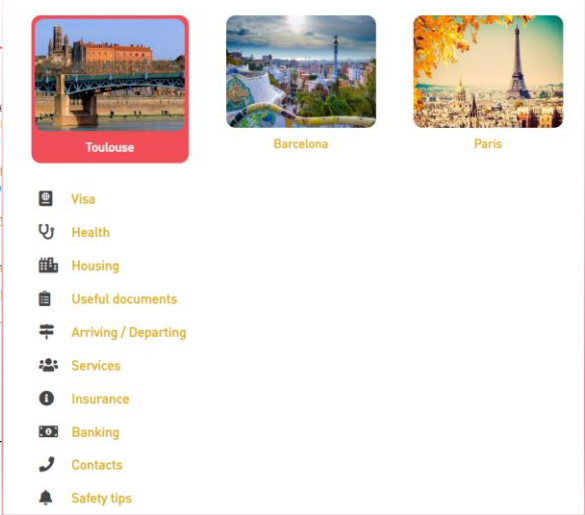 Toulouse
Barcelona
Paris
Visa
Health
Housing
Useful documents
Arriving / Departing
Services
Insurance
Banking
Contacts
Safety tips